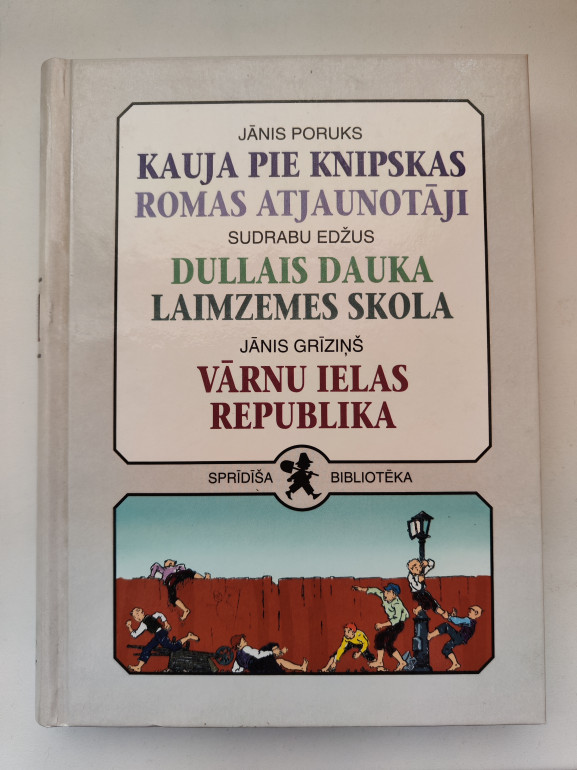 JĀNIS PORUKS
KAUJA PIE KNIPSKAS
ROMAS ATJAUNOTĀJI
SUDRABU EDŽUS
DULLAIS DAUKA
LAIMZEMES SKOLA
JĀNIS GRĪZIŅŠ
VĀRNU IELAS
REPUBLIKA
SPRĪDĪŠA BIBLIOTĒKA